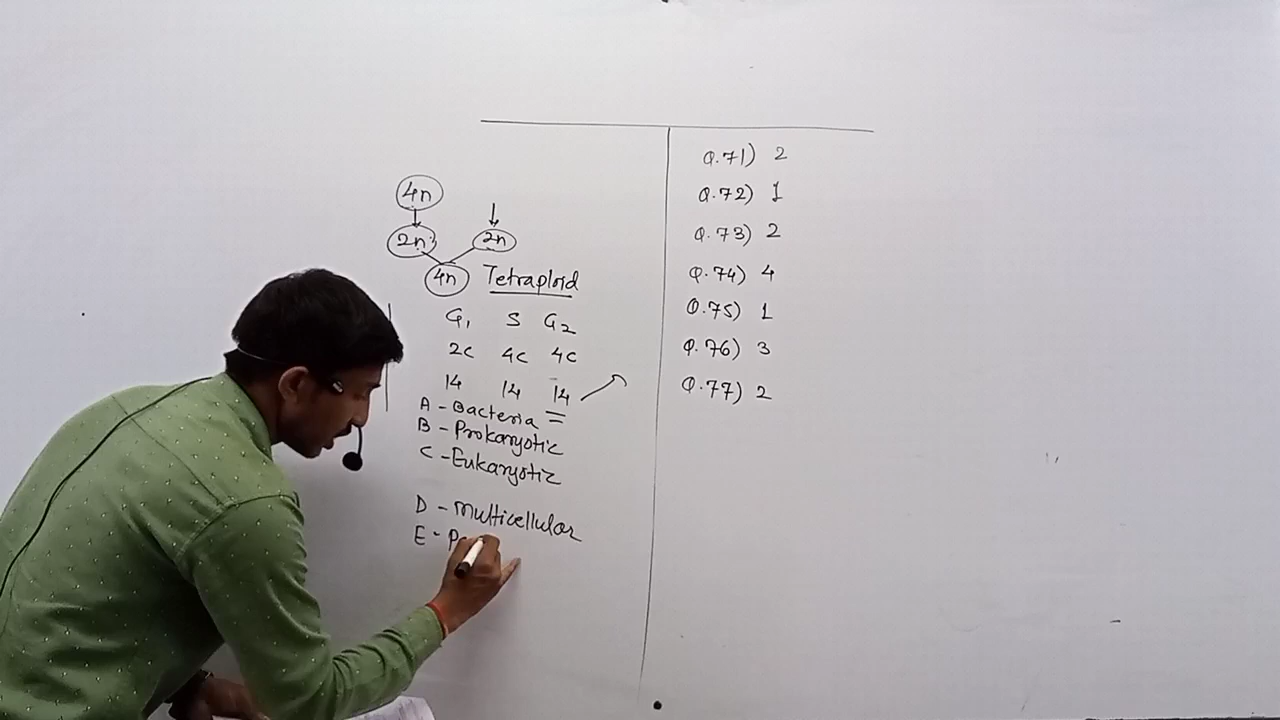 4n
2n 2n
4n Tetraploid
G1 S G2
2C 4C 4C
14 14 14
A - Bacteria
B - Prokaryotic
C - Eukaryotic
D - Multicellular
E -
Q.71) 2
Q.72) 1
Q.73) 2
Q.74) 4
Q.75) 1
Q.76) 3
Q.77) 2